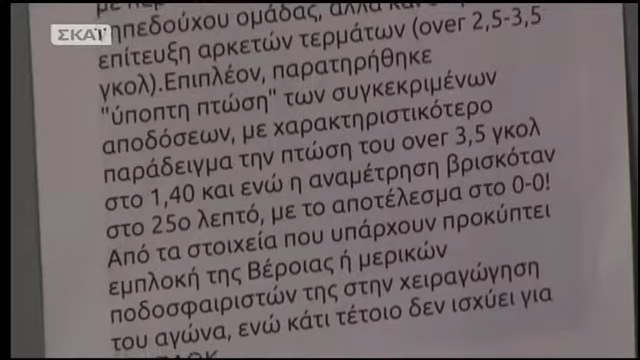 ΣΚΑΪ
γηπεδούχου ομάδας, αλλά και
επίτευξη αρκετών τερμάτων (over 2,5-3,5
γκολ).Επιπλέον, παρατηρήθηκε
"ύποπτη πτώση" των συγκεκριμένων
αποδόσεων, με χαρακτηριστικότερο
παράδειγμα την πτώση του over 3,5 γκολ
στο 1,40 και ενώ η αναμέτρηση βρισκόταν
στο 25ο λεπτό, με το αποτέλεσμα στο 0-0!
Από τα στοιχεία που υπάρχουν προκύπτει
εμπλοκή της Βέροιας ή μερικών
ποδοσφαιριστών της στην χειραγώγηση
του αγώνα, ενώ κάτι τέτοιο δεν ισχύει για